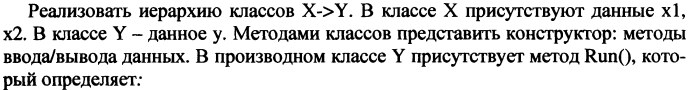 Реализовать иерархию классов X->Y. В классе X присутствуют данные x1,
x2. В классе Y – данное y. Методами классов представить конструктор: методы
ввода/вывода данных. В производном классе Y присутствует метод Run(), кото-
рый определяет: